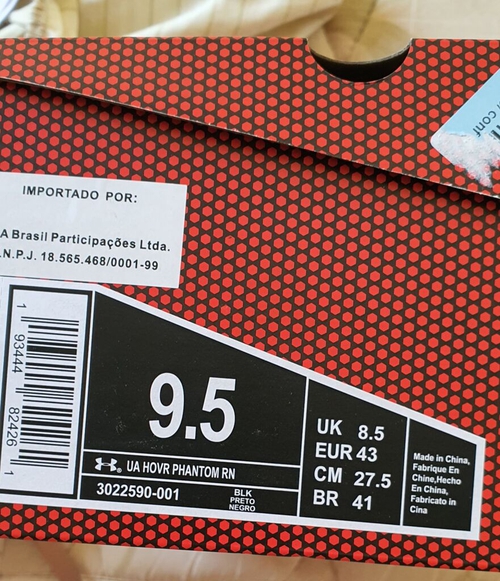 IMPORTADO POR:
A Brasil Participações Ltda.
.N.P.J. 18.565.468/0001-99
1 93444 82426 1
9.5
UA HOVR PHANTOM RN
3022590-001
BLK
PRETO
NEGRO
UK 8.5
EUR 43
CM 27.5
BR 41
Made in China,
Fabrique En
Chine,Hecho
En China,
Fabricato in
Cina